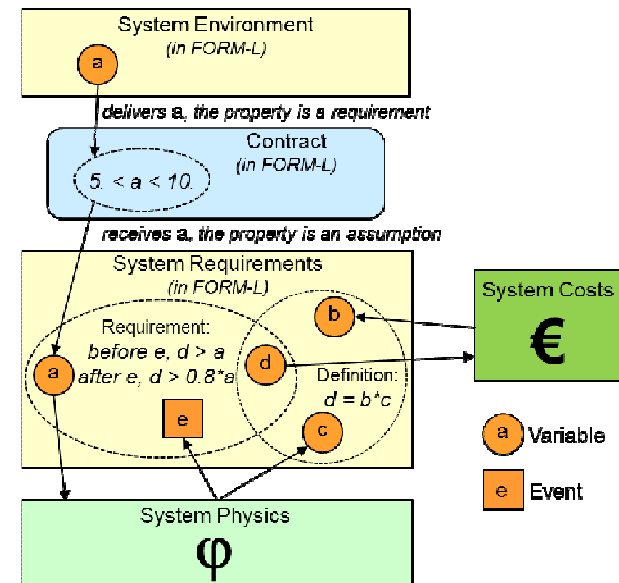 System Environment
(in FORM-L)
a
delivers a, the property is a requirement
Contract
(in FORM-L)
5. < a < 10.
receives a, the property is an assumption
System Requirements
(in FORM-L)
Requirement:
before e, d > a
after e, d > 0.8*a
a
e
b
d
Definition:
d = b*c
c
System Costs
€
a Variable
e Event
System Physics
φ